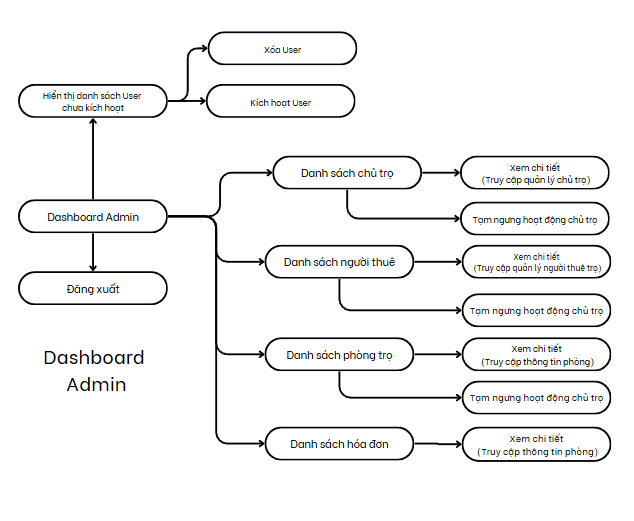 Xóa User
Hiển thị danh sách User
chưa kích hoạt
Kích hoạt User
Danh sách chủ trọ
Xem chi tiết
(Truy cập quản lý chủ trọ)
Dashboard Admin
Tạm ngưng hoạt động chủ trọ
Danh sách người thuê
Xem chi tiết
(Truy cập quản lý người thuê trọ)
Đăng xuất
Tạm ngưng hoạt động chủ trọ
Dashboard
Admin
Danh sách phòng trọ
Xem chi tiết
(Truy cập thông tin phòng)
Tạm ngưng hoạt động chủ trọ
Danh sách hóa đơn
Xem chi tiết
(Truy cập thông tin phòng)